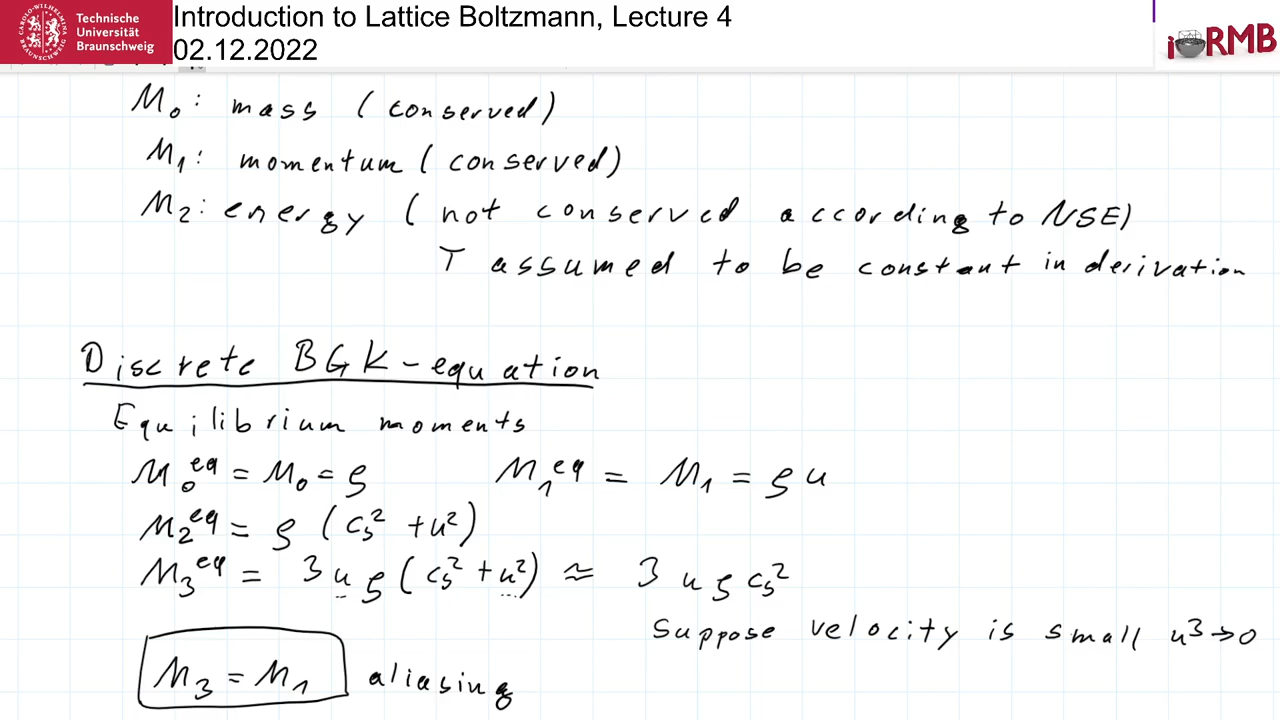 Technische
Universität
Braunschweig
Introduction to Lattice Boltzmann, Lecture 4
02.12.2022
iRMB
M₀: mass (conserved)
M₁: momentum (conserved)
M₂: energy (not conserved according to NSE)
T assumed to be constant in derivation
Discrete BGK-equation
Equilibrium moments
M₀^eq = M₀ = ρ M₁^eq = M₁ = ρ u
M₂^eq = ρ (c_s² + u²)
M₃^eq = 3 u ρ (c_s² + u²) ≈ 3 u ρ c_s²
Suppose velocity is small u³→0
M₃ = M₁ aliasing